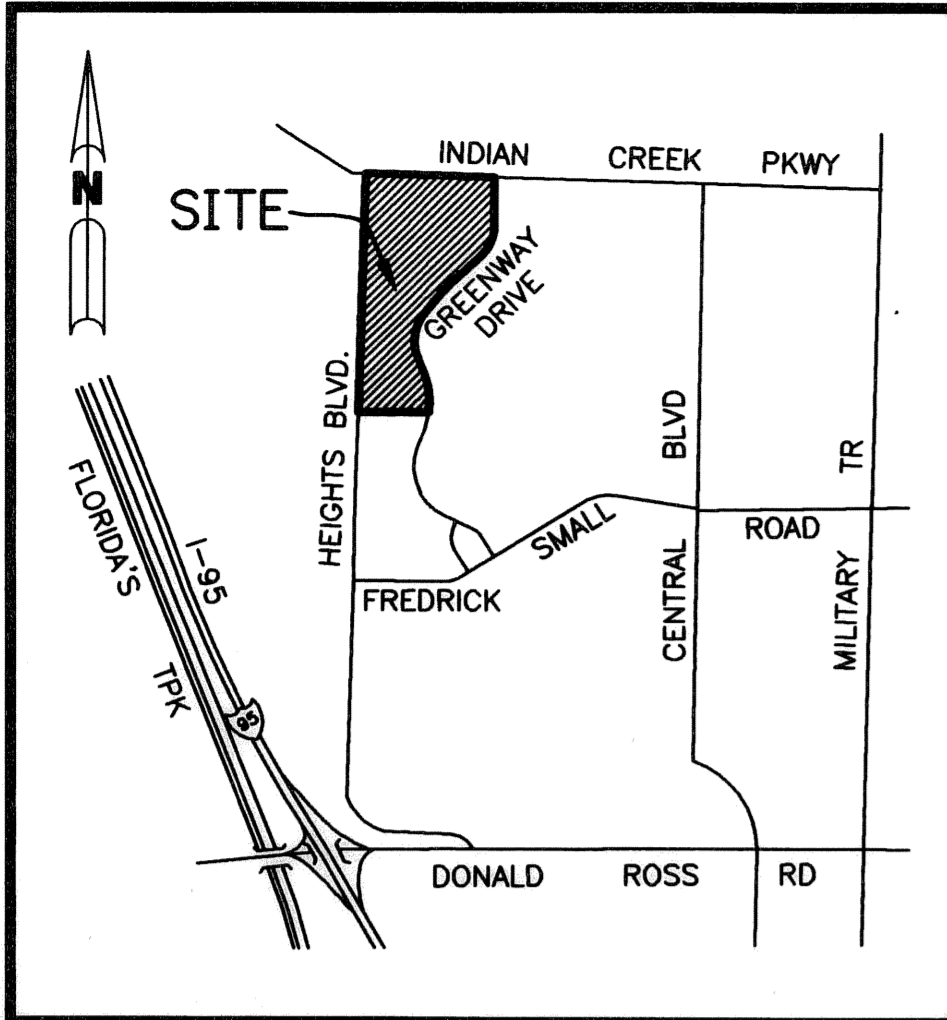 INDIAN CREEK PKWY
N
SITE
GREENWAY
DRIVE
HEIGHTS BLVD.
CENTRAL BLVD
MILITARY TR
FREDRICK SMALL ROAD
FLORIDA'S TPK
I-95
95
DONALD ROSS RD